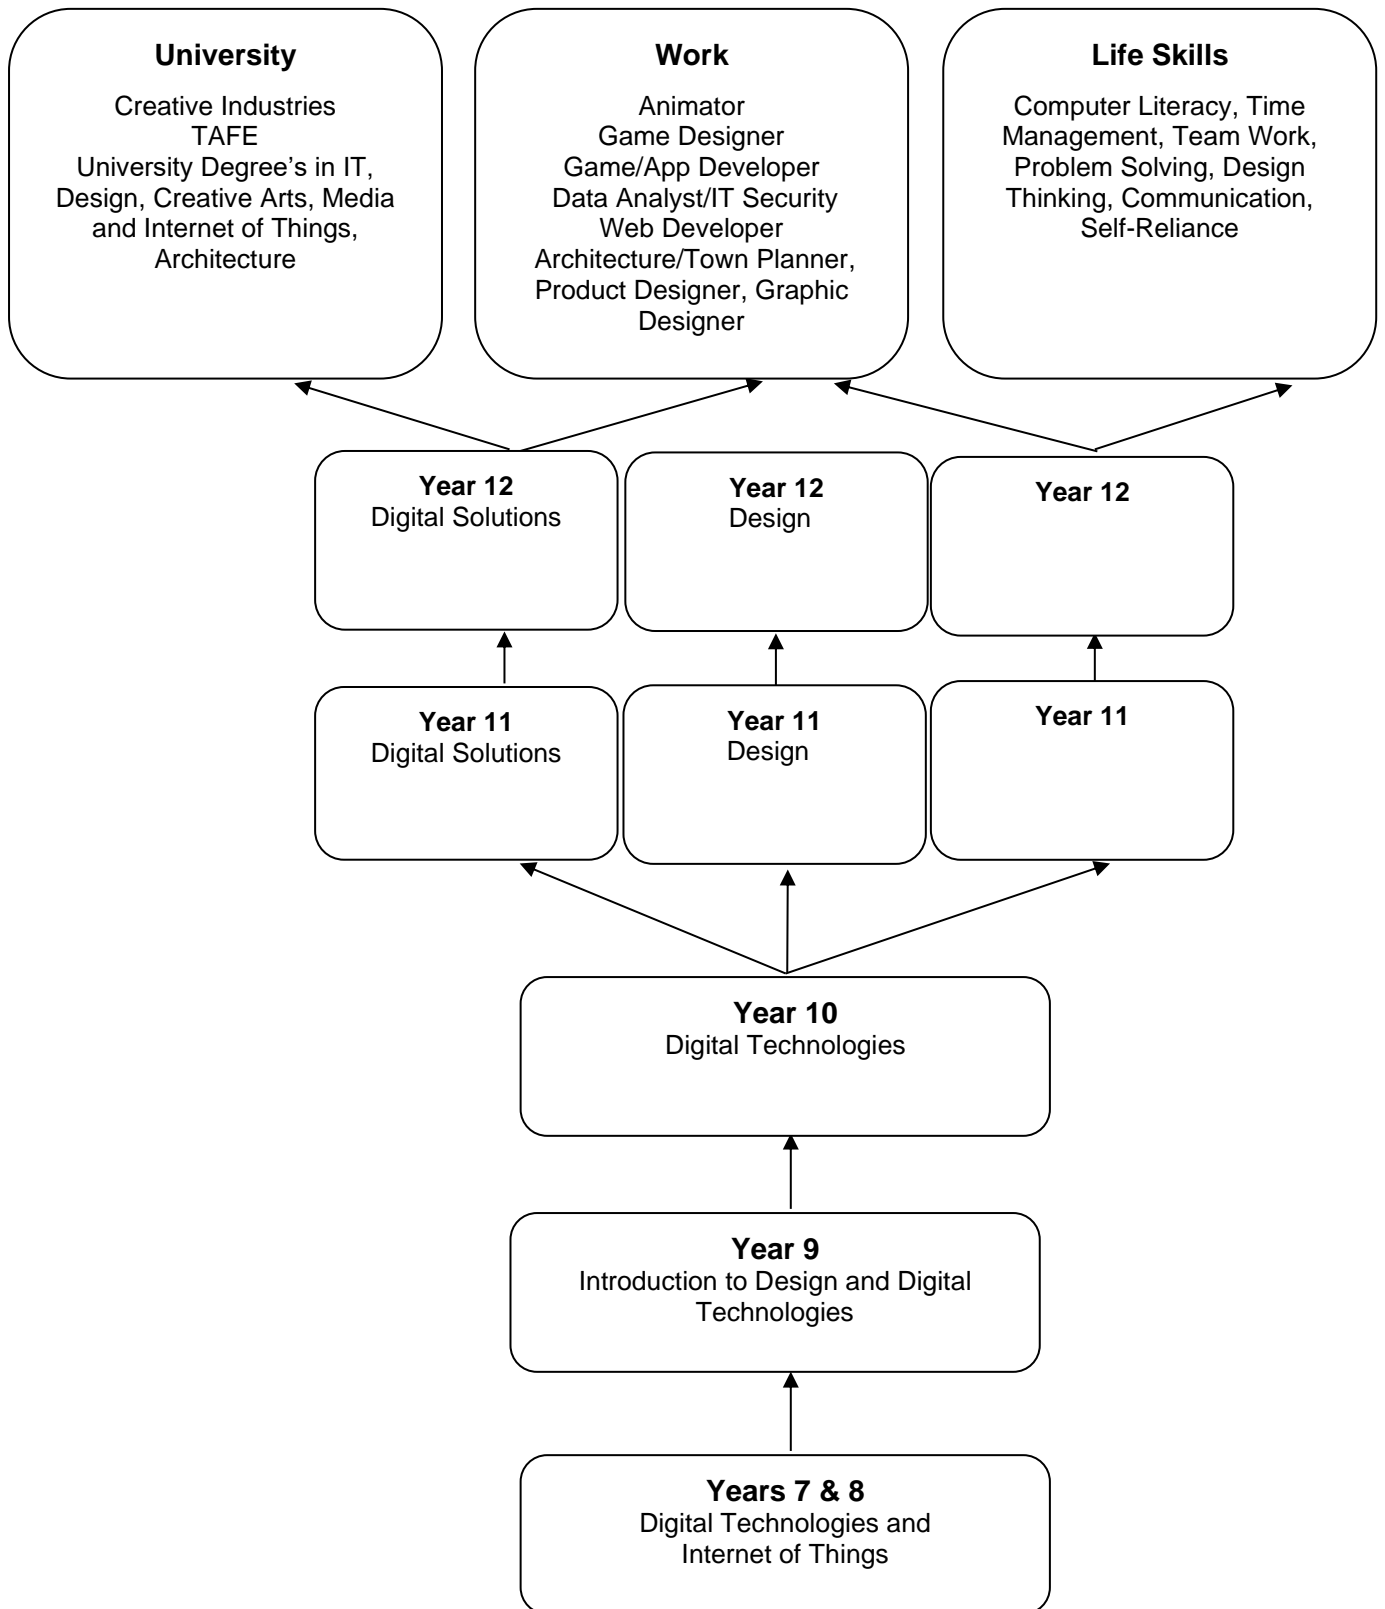 University
Creative Industries
TAFE
University Degree's in IT,
Design, Creative Arts, Media
and Internet of Things,
Architecture
Work
Animator
Game Designer
Game/App Developer
Data Analyst/IT Security
Web Developer
Architecture/Town Planner,
Product Designer, Graphic
Designer
Life Skills
Computer Literacy, Time
Management, Team Work,
Problem Solving, Design
Thinking, Communication,
Self-Reliance
Year 12
Digital Solutions
Year 12
Design
Year 12
Year 11
Digital Solutions
Year 11
Design
Year 11
Year 10
Digital Technologies
Year 9
Introduction to Design and Digital
Technologies
Years 7 & 8
Digital Technologies and
Internet of Things